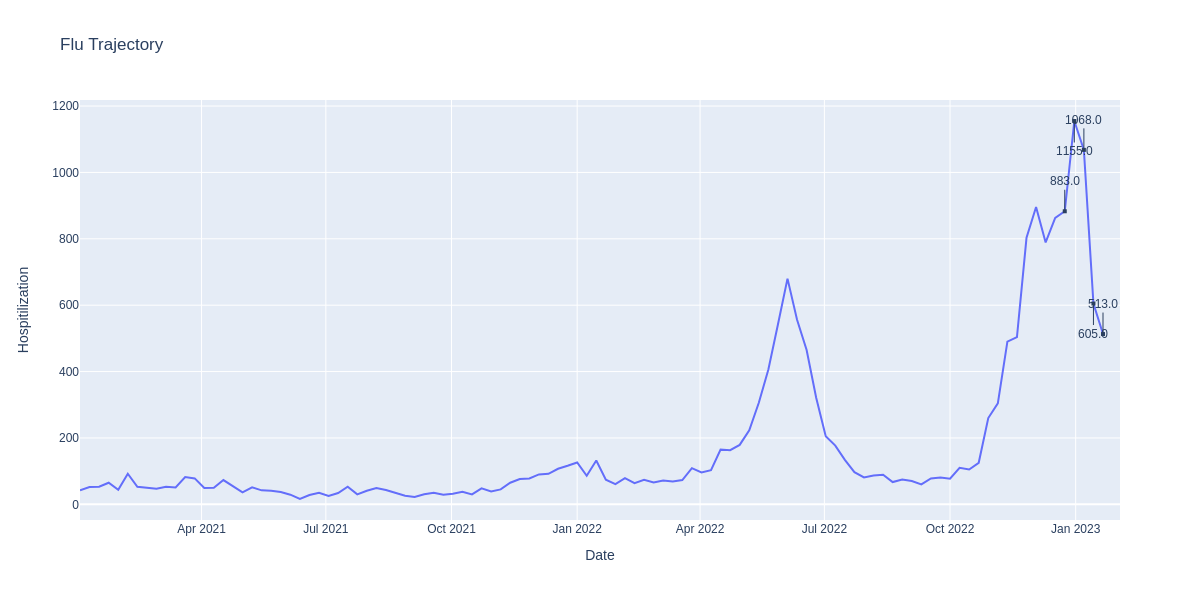 Flu Trajectory
1200
1000
800
600
400
200
0
Hospitilization
1068.0
1155.0
883.0
513.0
605.0
Apr 2021
Jul 2021
Oct 2021
Jan 2022
Apr 2022
Jul 2022
Oct 2022
Jan 2023
Date